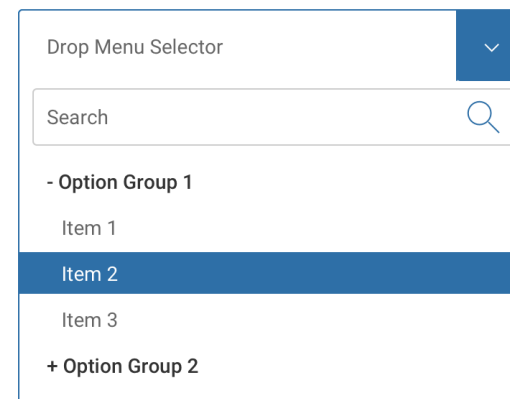 Drop Menu Selector
Search
- Option Group 1
Item 1
Item 2
Item 3
+ Option Group 2